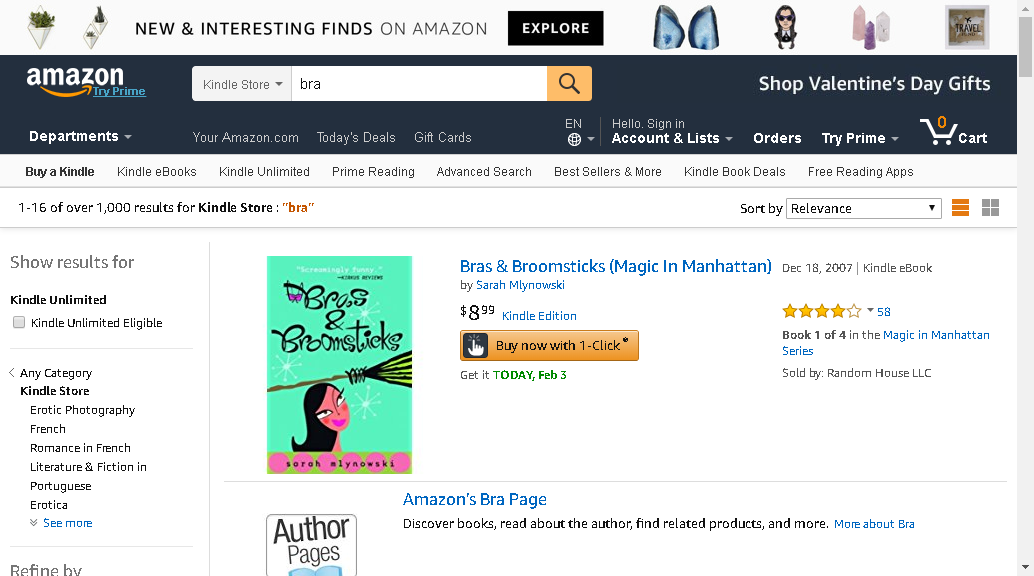 NEW & INTERESTING FINDS ON AMAZON EXPLORE
TRAVEL
amazon
Try Prime
Kindle Store bra
Shop Valentine's Day Gifts
Departments
Your Amazon.com Today's Deals Gift Cards
EN
Hello. Sign in
Account & Lists
Orders
Try Prime
0
Cart
Buy a Kindle Kindle eBooks Kindle Unlimited Prime Reading Advanced Search Best Sellers & More Kindle Book Deals Free Reading Apps
1-16 of over 1,000 results for Kindle Store : "bra"
Sort by Relevance
Show results for
Kindle Unlimited
Kindle Unlimited Eligible
Any Category
Kindle Store
Erotic Photography
French
Romance in French
Literature & Fiction in
Portuguese
Erotica
See more
Refine by
"Screamingly funny."
—KIRKUS REVIEWS
Bras
&
Broomsticks
sarah mlynowski
Bras & Broomsticks (Magic In Manhattan) Dec 18, 2007 | Kindle eBook
by Sarah Mlynowski
$8 99 Kindle Edition
Buy now with 1-Click®
Get it TODAY, Feb 3
58
Book 1 of 4 in the Magic in Manhattan
Series
Sold by: Random House LLC
Author
Pages
Amazon's Bra Page
Discover books, read about the author, find related products, and more. More about Bra